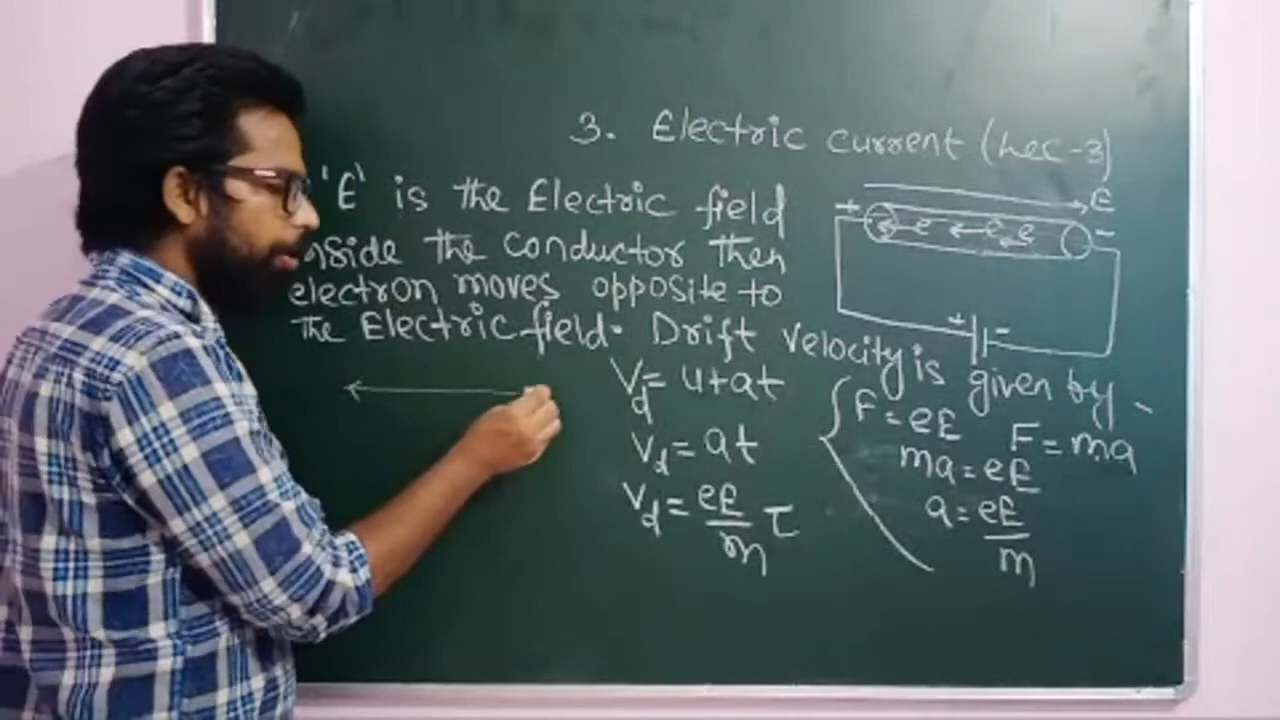 3. Electric current (Lec-3)
'E' is the Electric field
inside the conductor then
electron moves opposite to
the Electric field. Drift velocity is given by
E
+ e e e -
+ -
Vd = u+at
Vd = at
Vd = eE/m τ
F = eE F = ma
ma = eE
a = eE/m